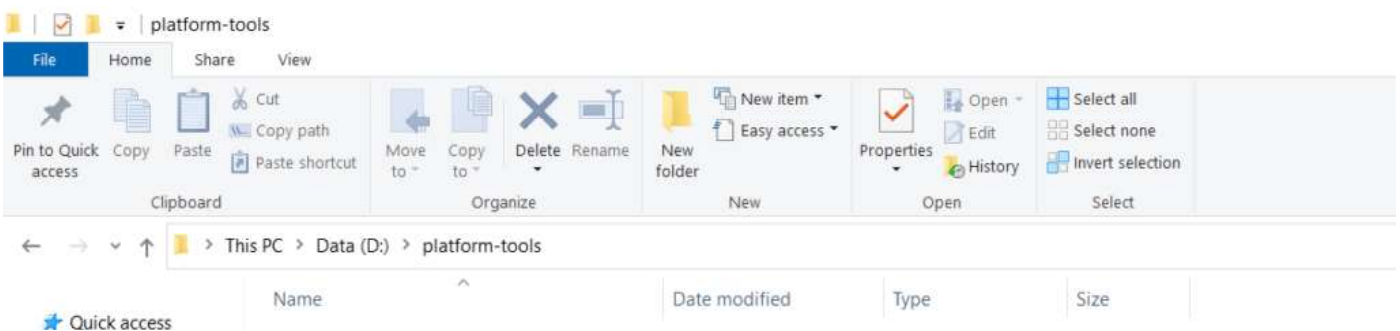 platform-tools
File Home Share View
Pin to Quick access
Copy
Paste
Cut
Copy path
Paste shortcut
Clipboard
Move to
Copy to
Delete
Rename
Organize
New folder
New item
Easy access
New
Properties
Open
Edit
History
Open
Select all
Select none
Invert selection
Select
This PC > Data (D:) > platform-tools
Name Date modified Type Size
Quick access